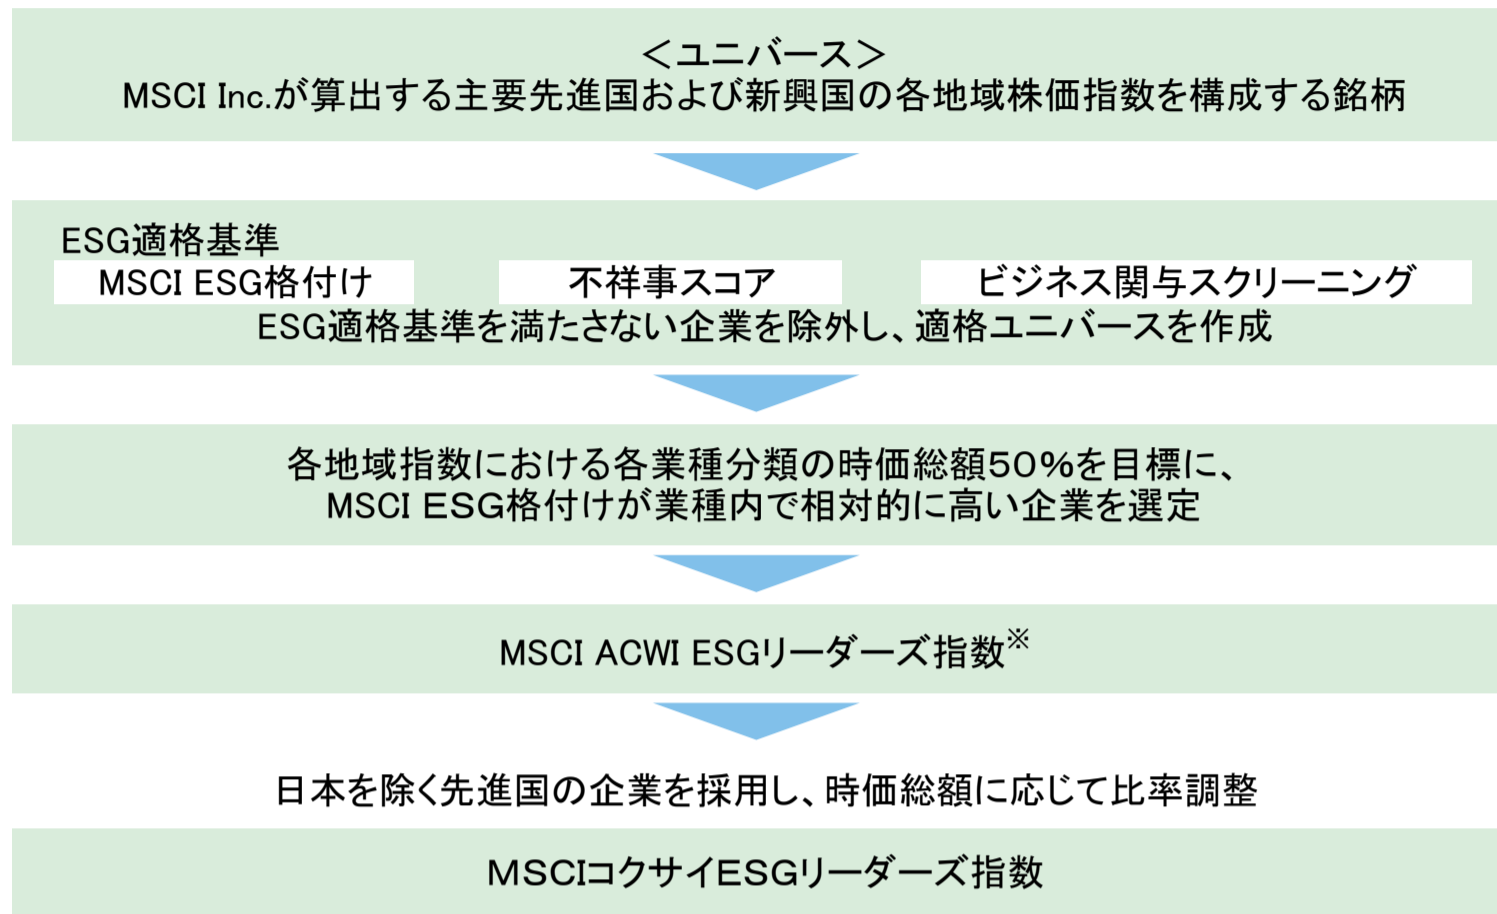 ＜ユニバース＞
MSCI Inc.が算出する主要先進国および新興国の各地域株価指数を構成する銘柄
ESG適格基準
MSCI ESG格付け
不祥事スコア
ビジネス関与スクリーニング
ESG適格基準を満たさない企業を除外し、適格ユニバースを作成
各地域指数における各業種分類の時価総額50%を目標に、
MSCI ESG格付けが業種内で相対的に高い企業を選定
MSCI ACWI ESGリーダーズ指数※
日本を除く先進国の企業を採用し、時価総額に応じて比率調整
MSCIコクサイESGリーダーズ指数